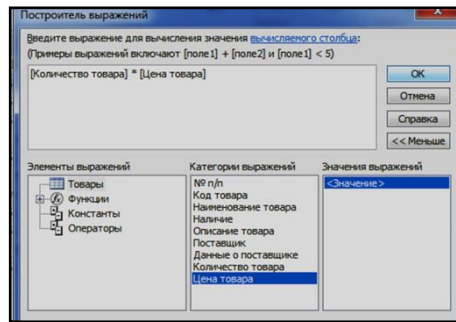 Построитель выражений
Введите выражение для вычисления значения вычисляемого столбца:
(Примеры выражений включают [поле1] + [поле2] и [поле1] < 5)
[Количество товара] * [Цена товара]
OK
Отмена
Справка
<< Меньше
Элементы выражений
Товары
Функции
Константы
Операторы
Категории выражений
№ п/п
Код товара
Наименование товара
Наличие
Описание товара
Поставщик
Данные о поставщике
Количество товара
Цена товара
Значения выражений
<Значение>